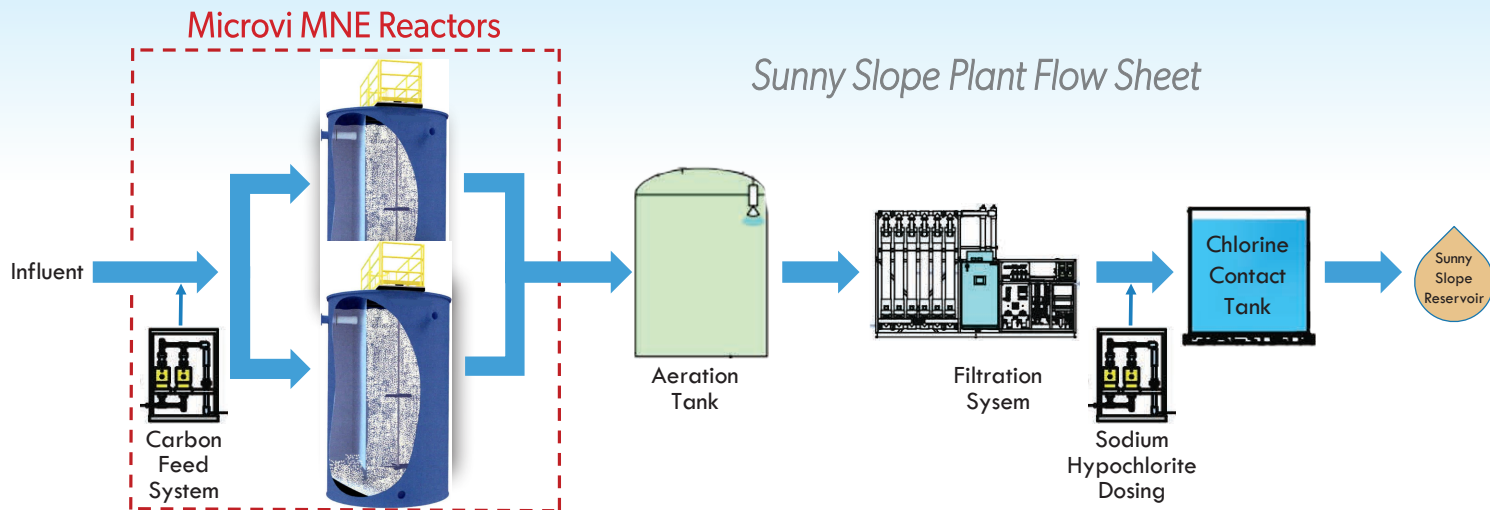 Microvi MNE Reactors
Sunny Slope Plant Flow Sheet
Influent
Carbon
Feed
System
Aeration
Tank
Filtration
Sysem
Sodium
Hypochlorite
Dosing
Chlorine
Contact
Tank
Sunny
Slope
Reservoir